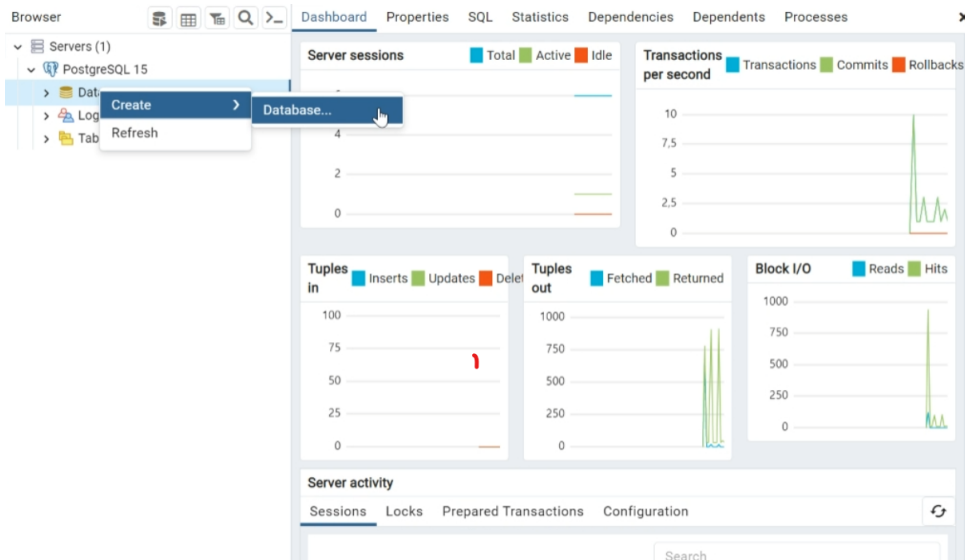 Browser
Dashboard Properties SQL Statistics Dependencies Dependents Processes
Servers (1)
PostgreSQL 15
Create
Database...
Refresh
Log
Tab
Server sessions
Total Active Idle
4
2
0
Transactions per second
Transactions Commits Rollbacks
10
7,5
5
2,5
0
Tuples in
Inserts Updates
100
75
50
25
0
Tuples out
Fetched Returned
1000
750
500
250
0
Block I/O
Reads Hits
1000
750
500
250
0
Server activity
Sessions Locks Prepared Transactions Configuration
Search